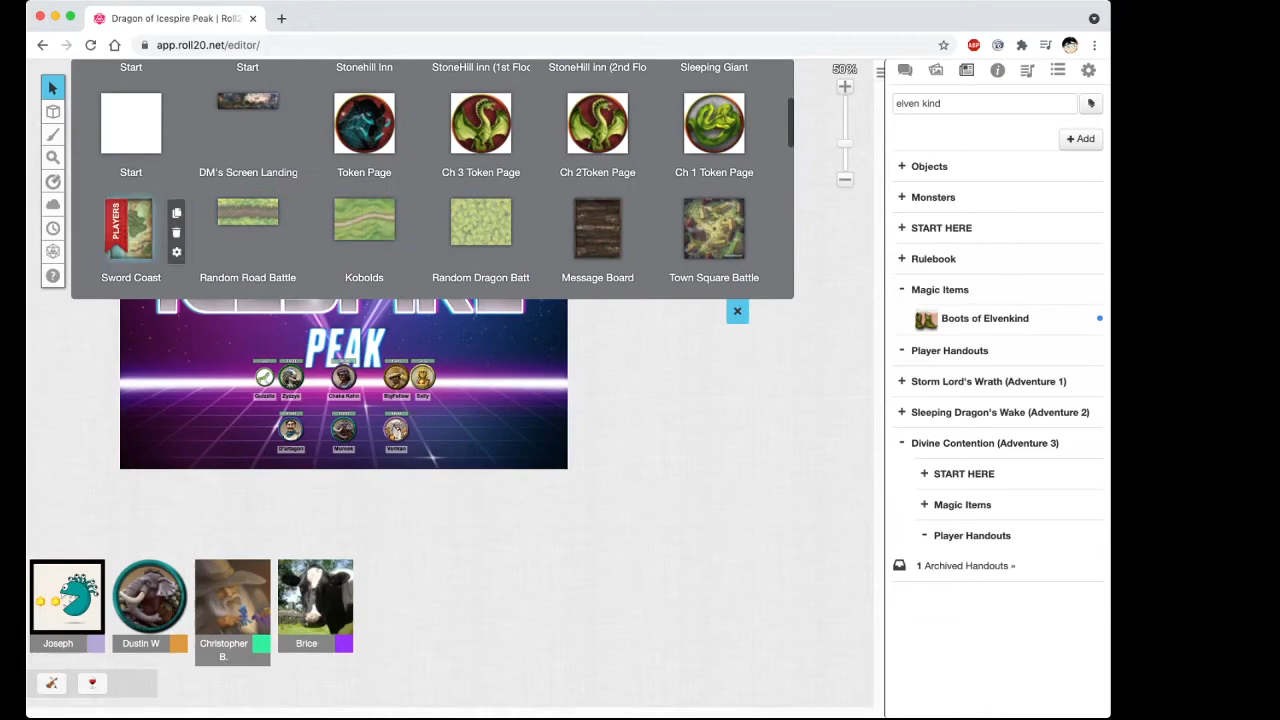 Dragon of Icespire Peak | Roll2
app.roll20.net/editor/
ABP
Start
Start
Stonehill Inn
StoneHill inn (1st Floo
StoneHill inn (2nd Flo
Sleeping Giant
50%
elven kind
Add
Start
DM's Screen Landing
Token Page
Ch 3 Token Page
Ch 2Token Page
Ch 1 Token Page
PLAYERS
Sword Coast
Random Road Battle
Kobolds
Random Dragon Batt
Message Board
Town Square Battle
Objects
Monsters
START HERE
Rulebook
Magic Items
Boots of Elvenkind
Player Handouts
Storm Lord's Wrath (Adventure 1)
Sleeping Dragon's Wake (Adventure 2)
Divine Contention (Adventure 3)
START HERE
Magic Items
Player Handouts
1 Archived Handouts »
PEAK
Chaka Kahn
BigFellow
Sally
Joseph
Dustin W
Christopher
B.
Brice